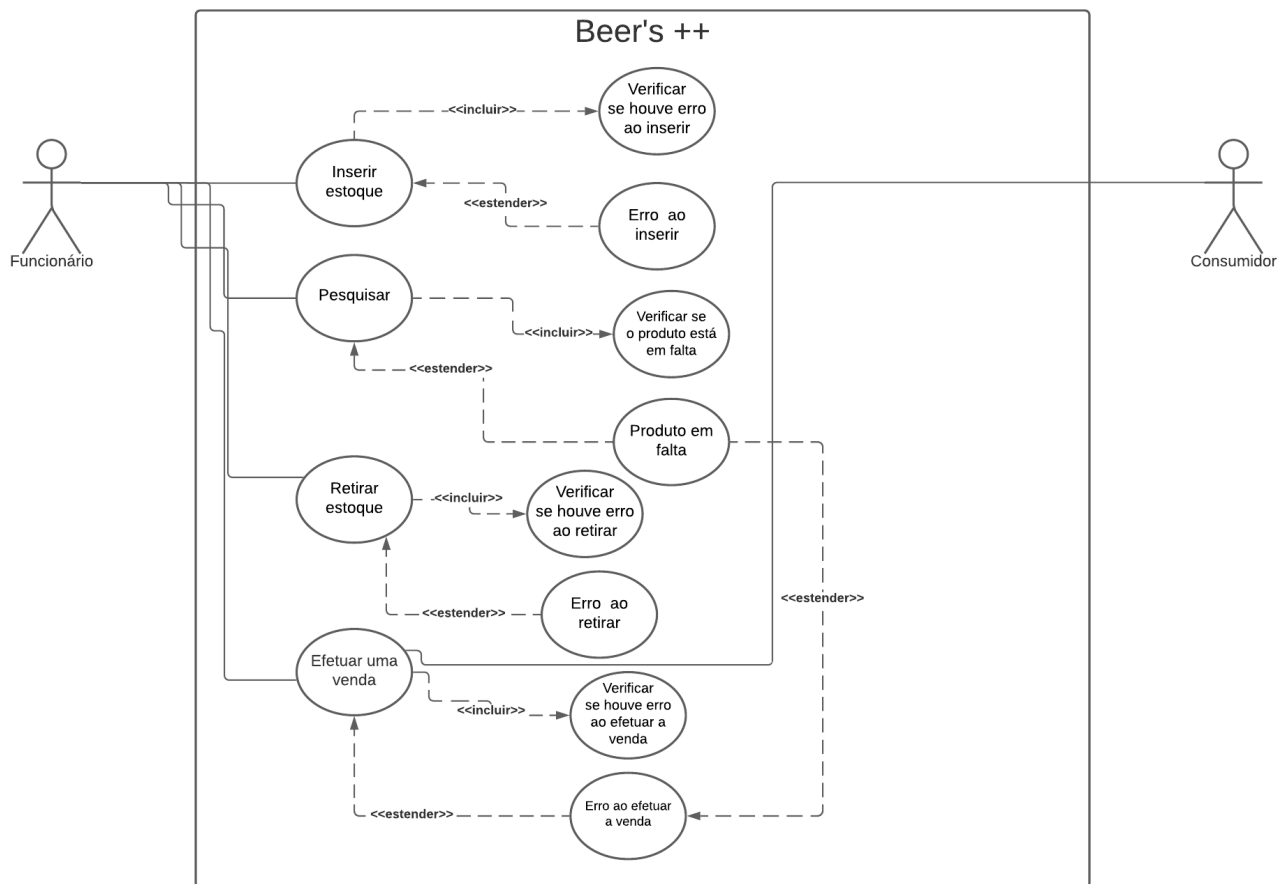 Beer's ++
Verificar
se houve erro
ao inserir
<<incluir>>
Inserir
estoque
<<estender>>
Erro ao
inserir
Funcionário
Consumidor
Pesquisar
Verificar se
o produto está
em falta
<<incluir>>
<<estender>>
Produto em
falta
Retirar
estoque
<<incluir>>
Verificar
se houve erro
ao retirar
<<estender>>
Erro ao
retirar
<<estender>>
Efetuar uma
venda
<<incluir>>
Verificar
se houve erro
ao efetuar a
venda
<<estender>>
Erro ao efetuar
a venda